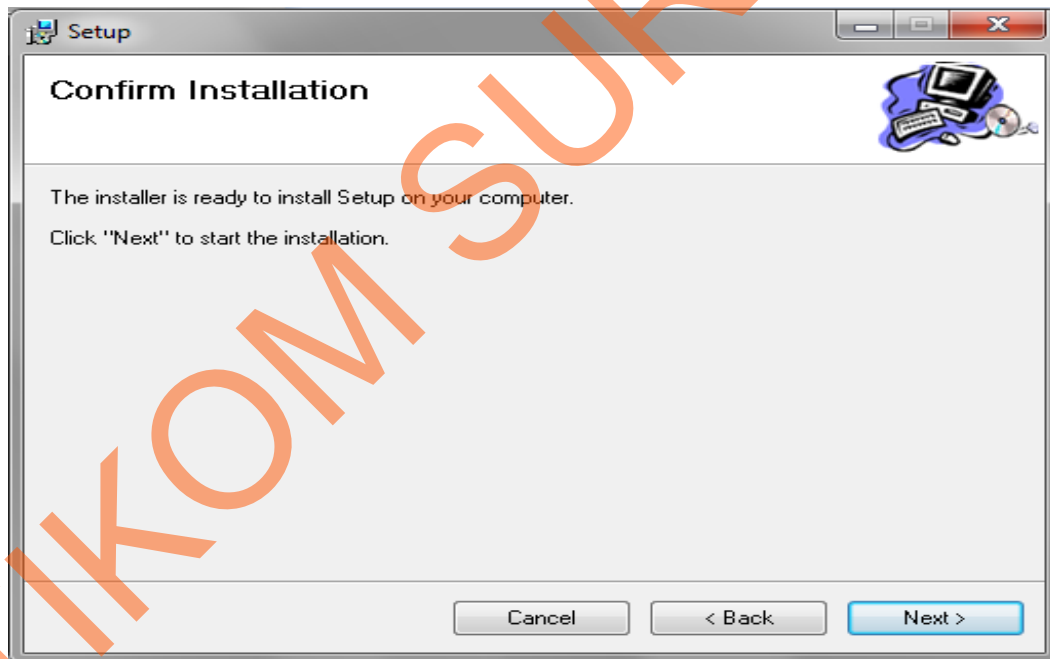 Setup
Confirm Installation
The installer is ready to install Setup on your computer.
Click "Next" to start the installation.
Cancel
< Back
Next >
IKOM SUR